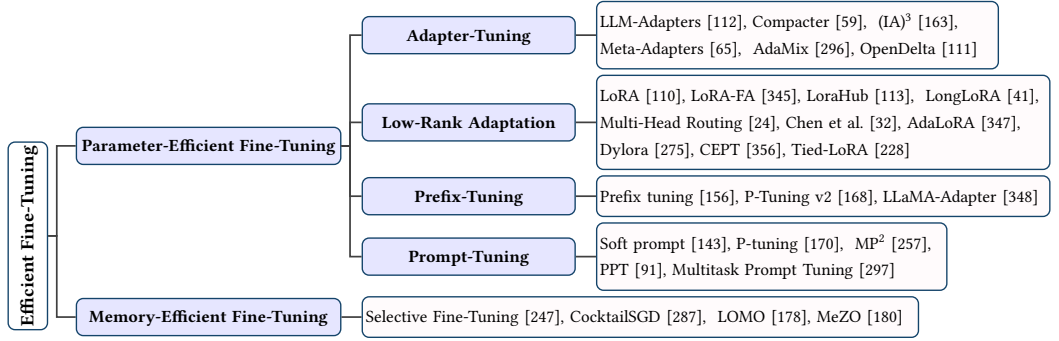 Efficient Fine-Tuning
Parameter-Efficient Fine-Tuning
Adapter-Tuning
LLM-Adapters [112], Compacter [59], (IA)³ [163],
Meta-Adapters [65], AdaMix [296], OpenDelta [111]
Low-Rank Adaptation
LoRA [110], LoRA-FA [345], LoraHub [113], LongLoRA [41],
Multi-Head Routing [24], Chen et al. [32], AdaLoRA [347],
Dylora [275], CEPT [356], Tied-LoRA [228]
Prefix-Tuning
Prefix tuning [156], P-Tuning v2 [168], LLaMA-Adapter [348]
Prompt-Tuning
Soft prompt [143], P-tuning [170], MP² [257],
PPT [91], Multitask Prompt Tuning [297]
Memory-Efficient Fine-Tuning
Selective Fine-Tuning [247], CocktailSGD [287], LOMO [178], MeZO [180]